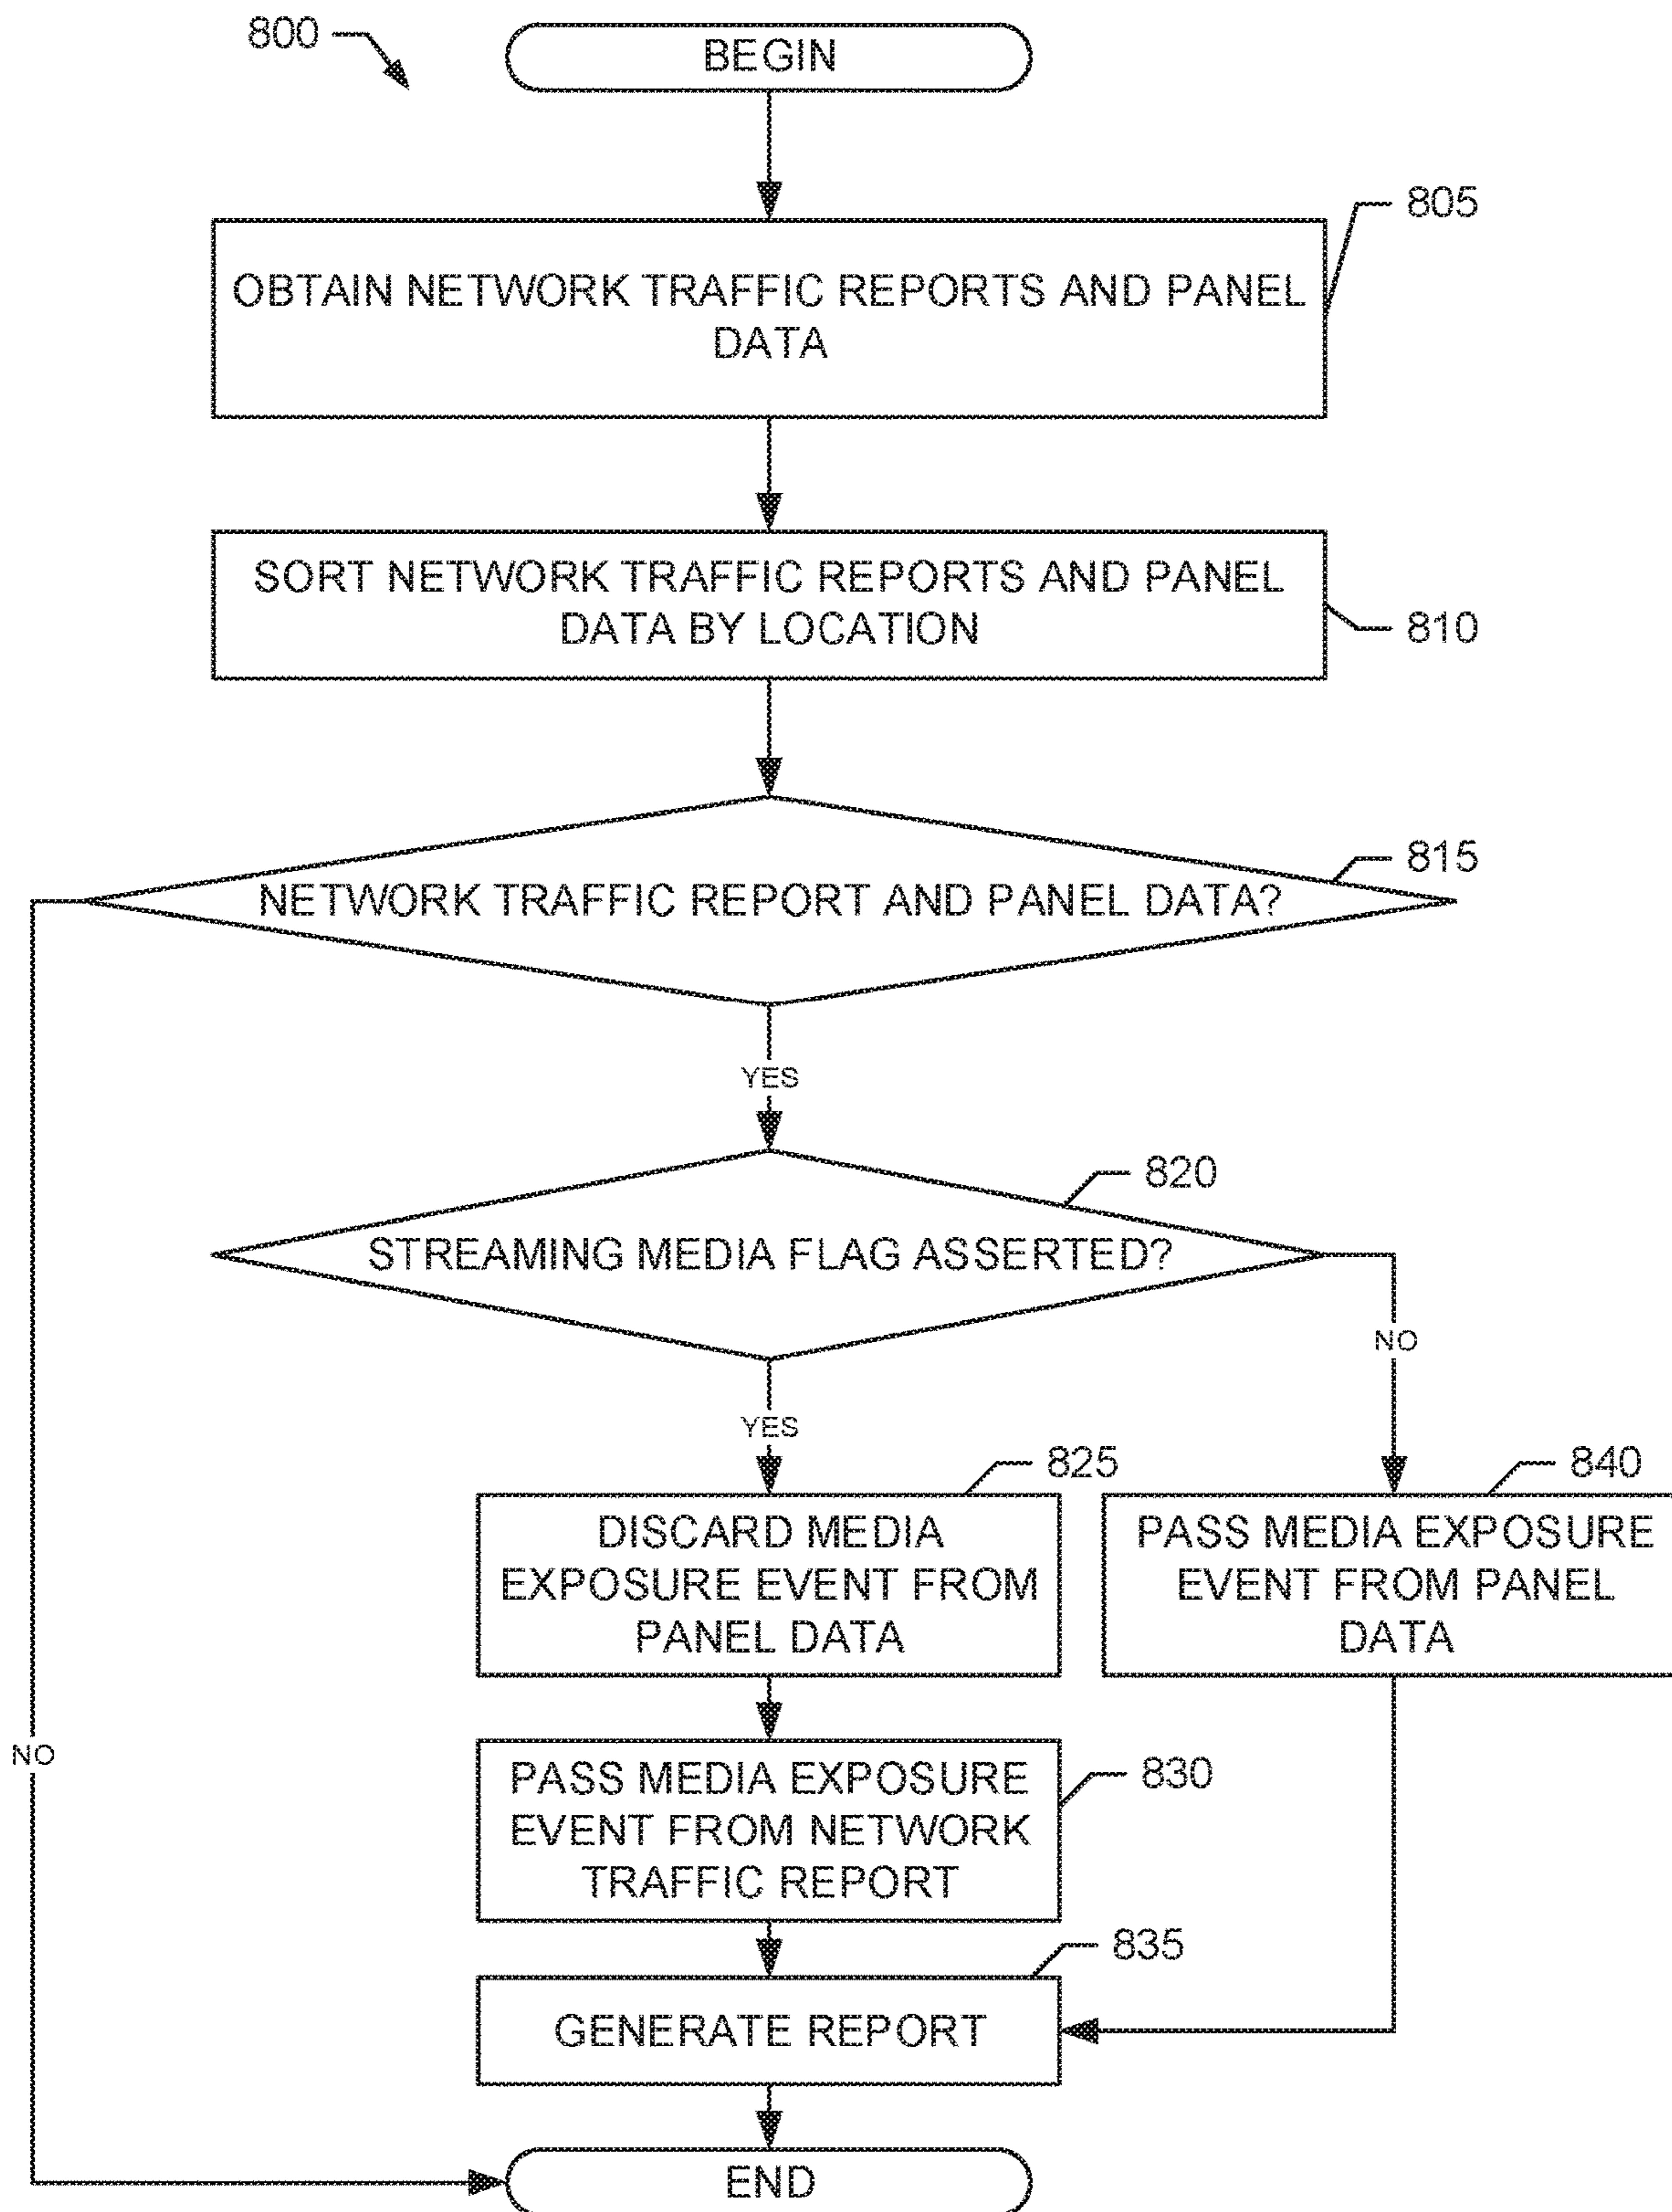 800
BEGIN
805
OBTAIN NETWORK TRAFFIC REPORTS AND PANEL
DATA
SORT NETWORK TRAFFIC REPORTS AND PANEL
DATA BY LOCATION
810
815
NETWORK TRAFFIC REPORT AND PANEL DATA?
YES
820
STREAMING MEDIA FLAG ASSERTED?
NO
YES
825
840
DISCARD MEDIA
EXPOSURE EVENT FROM
PANEL DATA
PASS MEDIA EXPOSURE
EVENT FROM PANEL
DATA
NO
PASS MEDIA EXPOSURE
EVENT FROM NETWORK
TRAFFIC REPORT
830
835
GENERATE REPORT
END